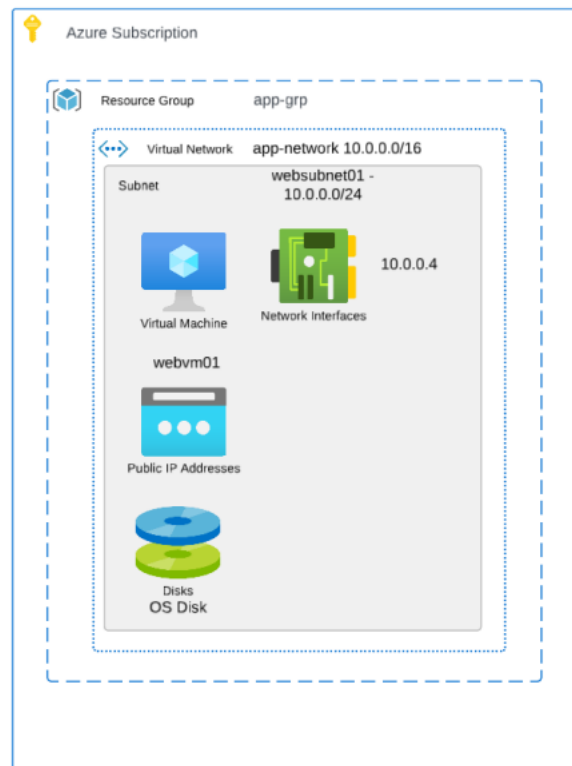 Azure Subscription
Resource Group app-grp
Virtual Network app-network 10.0.0.0/16
Subnet
websubnet01 -
10.0.0.0/24
10.0.0.4
Virtual Machine
Network Interfaces
webvm01
Public IP Addresses
Disks
OS Disk